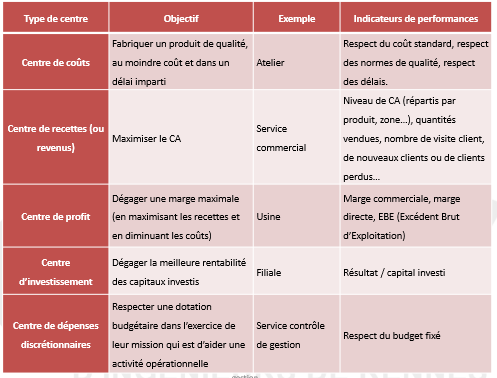 Type de centre
Objectif
Exemple
Indicateurs de performances
Centre de coûts
Fabriquer un produit de qualité,
au moindre coût et dans un
délai imparti
Atelier
Respect du coût standard, respect
des normes de qualité, respect
des délais.
Centre de recettes (ou
revenus)
Maximiser le CA
Service
commercial
Niveau de CA (répartis par
produit, zone…), quantités
vendues, nombre de visite client,
de nouveaux clients ou de clients
perdus…
Centre de profit
Dégager une marge maximale
(en maximisant les recettes et
en diminuant les coûts)
Usine
Marge commerciale, marge
directe, EBE (Excédent Brut
d’Exploitation)
Centre
d’investissement
Dégager la meilleure rentabilité
des capitaux investis
Filiale
Résultat / capital investi
Centre de dépenses
discrétionnaires
Respecter une dotation
budgétaire dans l’exercice de
leur mission qui est d’aider une
activité opérationnelle
Service contrôle
de gestion
Respect du budget fixé